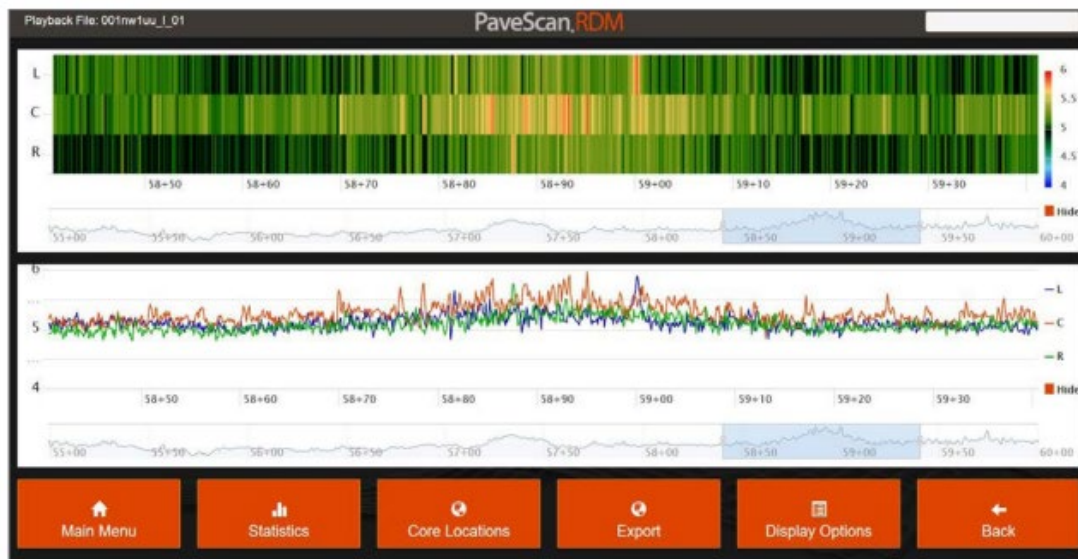 Playback File: 001nw1uu_l_01
PaveScan.RDM
L
C
R
6
5.5
5
4.5
4
58+50 58+60 58+70 58+80 58+90 59+00 59+10 59+20 59+30
Hide
55+00 55+50 56+00 56+50 57+00 57+50 58+00 58+50 59+00 59+50 60+00
6
5
4
L
C
R
58+50 58+60 58+70 58+80 58+90 59+00 59+10 59+20 59+30
Hide
55+00 55+50 56+00 56+50 57+00 57+50 58+00 58+50 59+00 59+50 60+00
Main Menu Statistics Core Locations Export Display Options Back